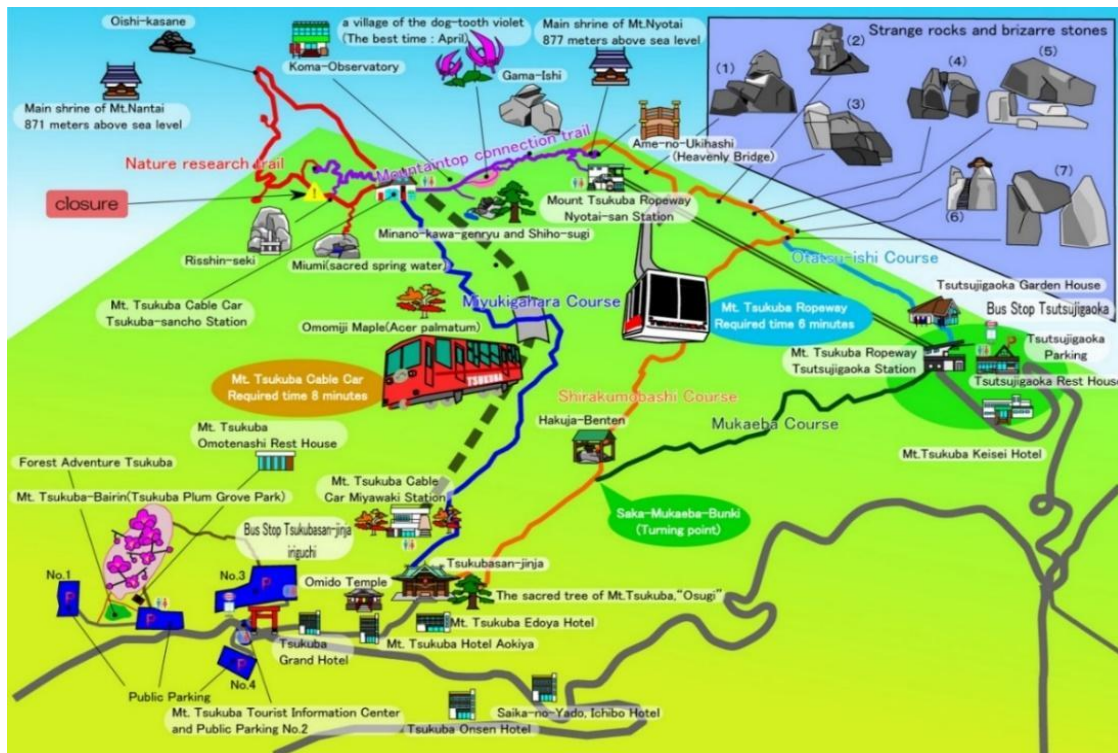 Oishi-kasane
a village of the dog-tooth violet
(The best time : April)
Main shrine of Mt.Nyotai
877 meters above sea level
Strange rocks and brizarre stones
(1)
(2)
(3)
(4)
(5)
(6)
(7)
Koma-Observatory
Gama-Ishi
Main shrine of Mt.Nantai
871 meters above sea level
Ame-no-Ukihashi
(Heavenly Bridge)
Nature research trail
Mountaintop connection trail
closure
Mount Tsukuba Ropeway
Nyotai-san Station
Minano-kawa-genryu and Shiho-sugi
Risshin-seki
Miumi(sacred spring water)
Otatsu-ishi Course
Tsutsujigaoka Garden House
Mt. Tsukuba Cable Car
Tsukuba-sancho Station
Miyukigahara Course
Omomiji Maple(Acer palmatum)
Mt. Tsukuba Ropeway
Required time 6 minutes
Bus Stop Tsutsujigaoka
Tsutsujigaoka
Parking
Mt. Tsukuba Ropeway
Tsutsujigaoka Station
Tsutsujigaoka Rest House
TSUKUBA
Mt. Tsukuba Cable Car
Required time 8 minutes
Shirakumobashi Course
Hakuja-Benten
Mukaeba Course
Mt.Tsukuba Keisei Hotel
Mt. Tsukuba
Omotenashi Rest House
Forest Adventure Tsukuba
Mt. Tsukuba-Bairin(Tsukuba Plum Grove Park)
Mt. Tsukuba Cable
Car Miyawaki Station
Saka-Mukaeba-Bunki
(Turning point)
Bus Stop Tsukubasan-jinja
iriguchi
Tsukubasan-jinja
No.1
P
No.3
P
Omido Temple
The sacred tree of Mt.Tsukuba,"Osugi"
P
Mt. Tsukuba Edoya Hotel
Tsukuba
Grand Hotel
Mt. Tsukuba Hotel Aokiya
P
No.4
Public Parking
Mt. Tsukuba Tourist Information Center
and Public Parking No.2
Saika-no-Yado, Ichibo Hotel
Tsukuba Onsen Hotel